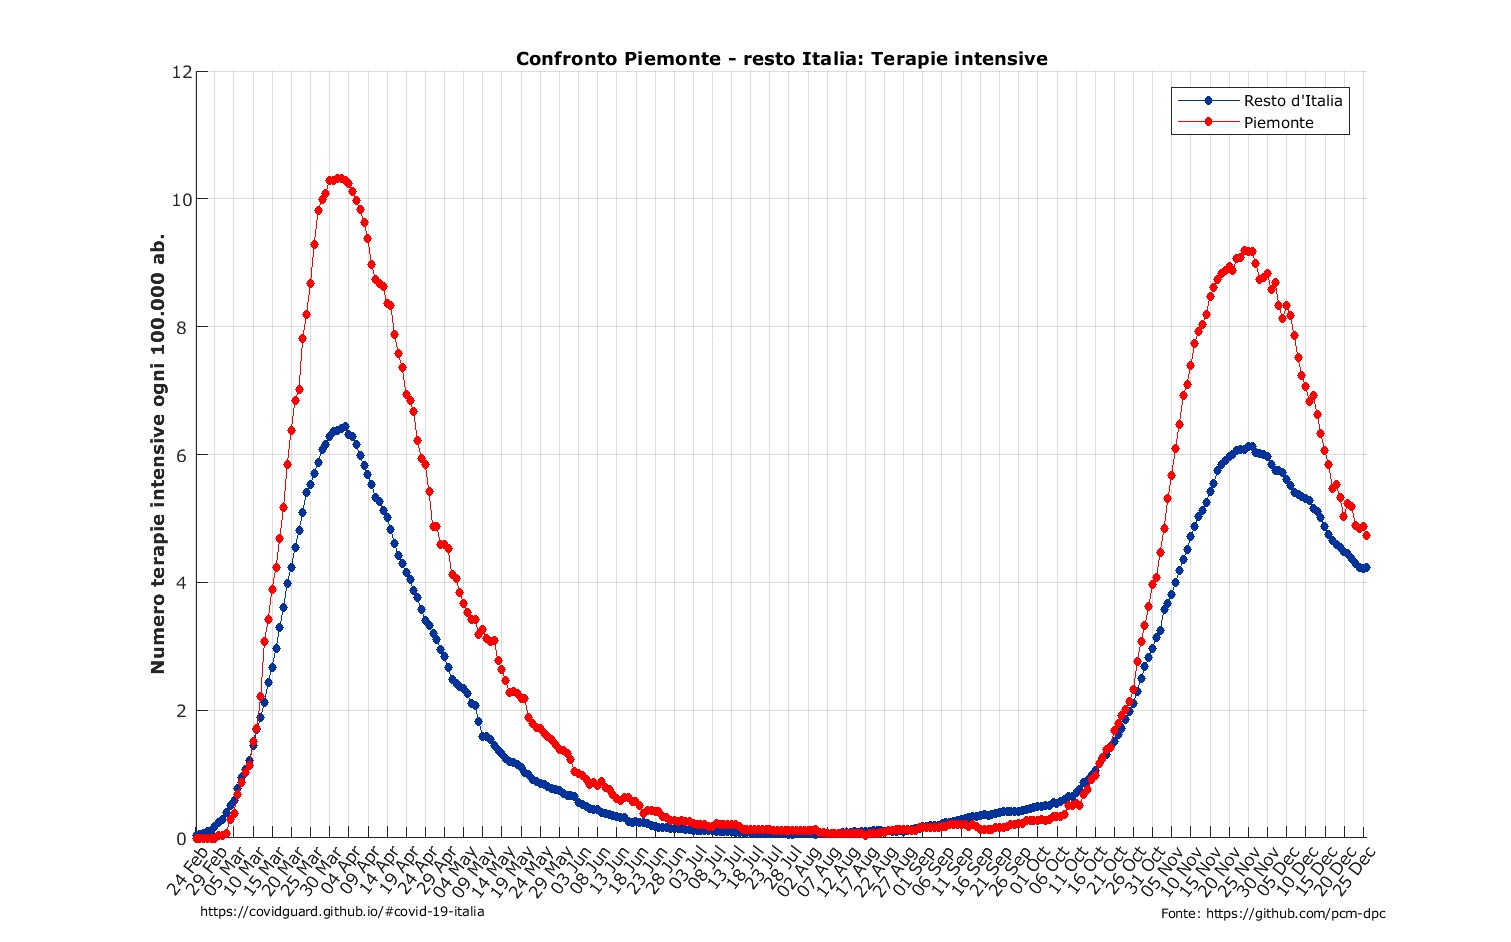 Confronto Piemonte - resto Italia: Terapie intensive
Resto d'Italia
Piemonte
Numero terapie intensive ogni 100.000 ab.
12
10
8
6
4
2
0
24 Feb
29 Feb
05 Mar
10 Mar
15 Mar
20 Mar
25 Mar
30 Mar
04 Apr
09 Apr
14 Apr
19 Apr
24 Apr
29 Apr
04 May
09 May
14 May
19 May
24 May
29 May
03 Jun
08 Jun
13 Jun
18 Jun
23 Jun
28 Jun
03 Jul
08 Jul
13 Jul
18 Jul
23 Jul
28 Jul
02 Aug
07 Aug
12 Aug
17 Aug
22 Aug
27 Aug
01 Sep
06 Sep
11 Sep
16 Sep
21 Sep
26 Sep
01 Oct
06 Oct
11 Oct
16 Oct
21 Oct
26 Oct
31 Oct
05 Nov
10 Nov
15 Nov
20 Nov
25 Nov
30 Nov
05 Dec
10 Dec
15 Dec
20 Dec
25 Dec
https://covidguard.github.io/#covid-19-italia
Fonte: https://github.com/pcm-dpc